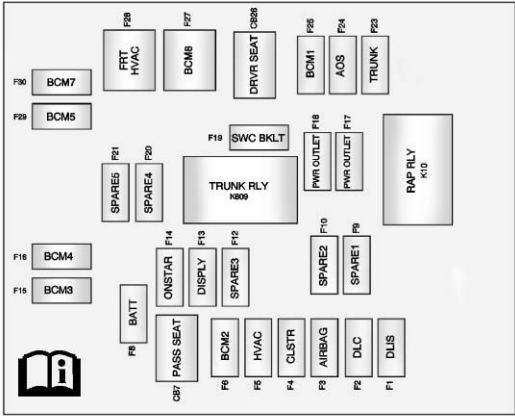 F28
F27
CB26
F25
F24
F23
FRT HVAC
BCM8
DRVR SEAT
BCM1
AOS
TRUNK
F30
BCM7
F29
BCM5
F19
SWC BKLT
F18
F17
PWR OUTLET
PWR OUTLET
RAP RLY
K10
F21
F20
SPARE5
SPARE4
TRUNK RLY
K809
F16
BCM4
F15
BCM3
F14
F13
F12
ONSTAR
DISPLY
SPARE3
F10
F9
SPARE2
SPARE1
BATT
F8
PASS SEAT
CB7
BCM2
HVAC
CLSTR
AIRBAG
DLC
DLIS
F6
F5
F4
F3
F2
F1
i